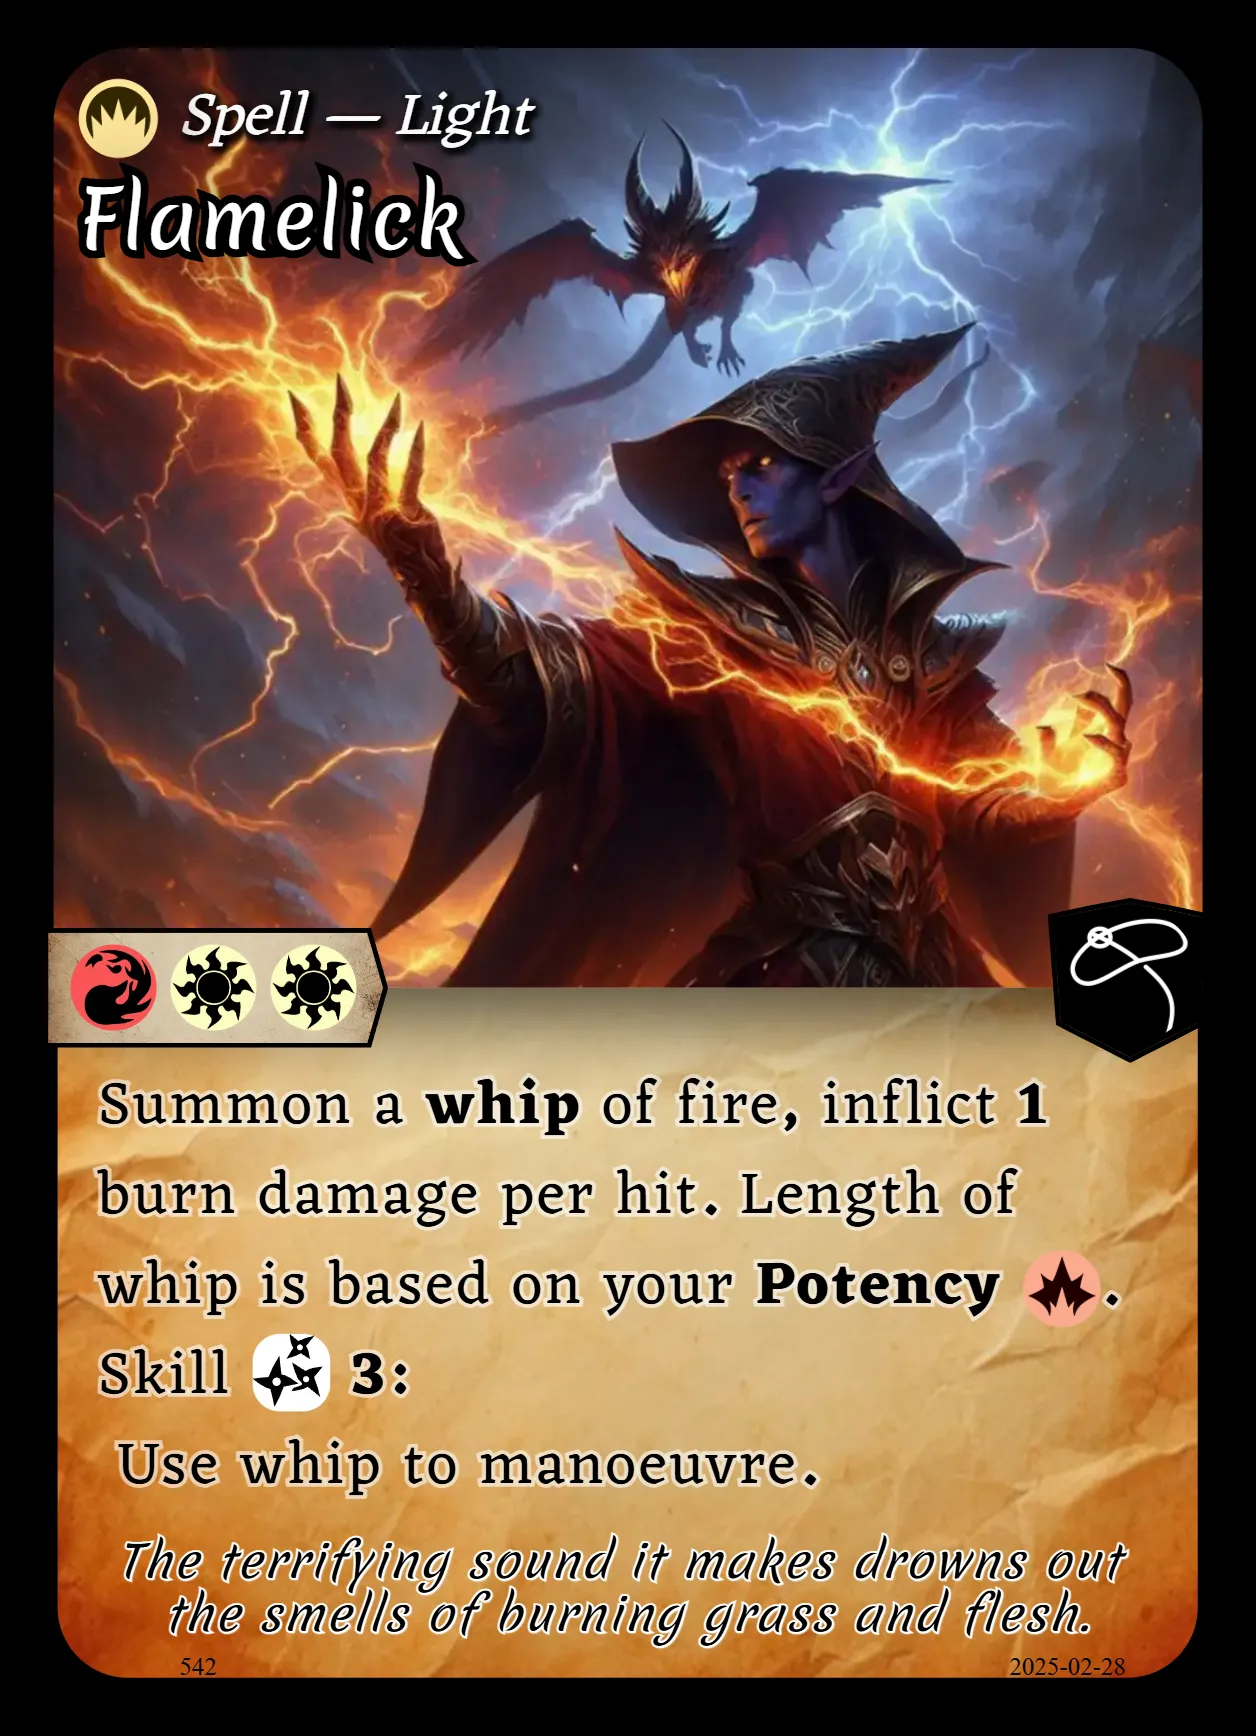 Spell — Light
Flamelick
Summon a whip of fire, inflict 1
burn damage per hit. Length of
whip is based on your Potency .
Skill 3:
Use whip to manoeuvre.
The terrifying sound it makes drowns out
the smells of burning grass and flesh.
542 2025-02-28